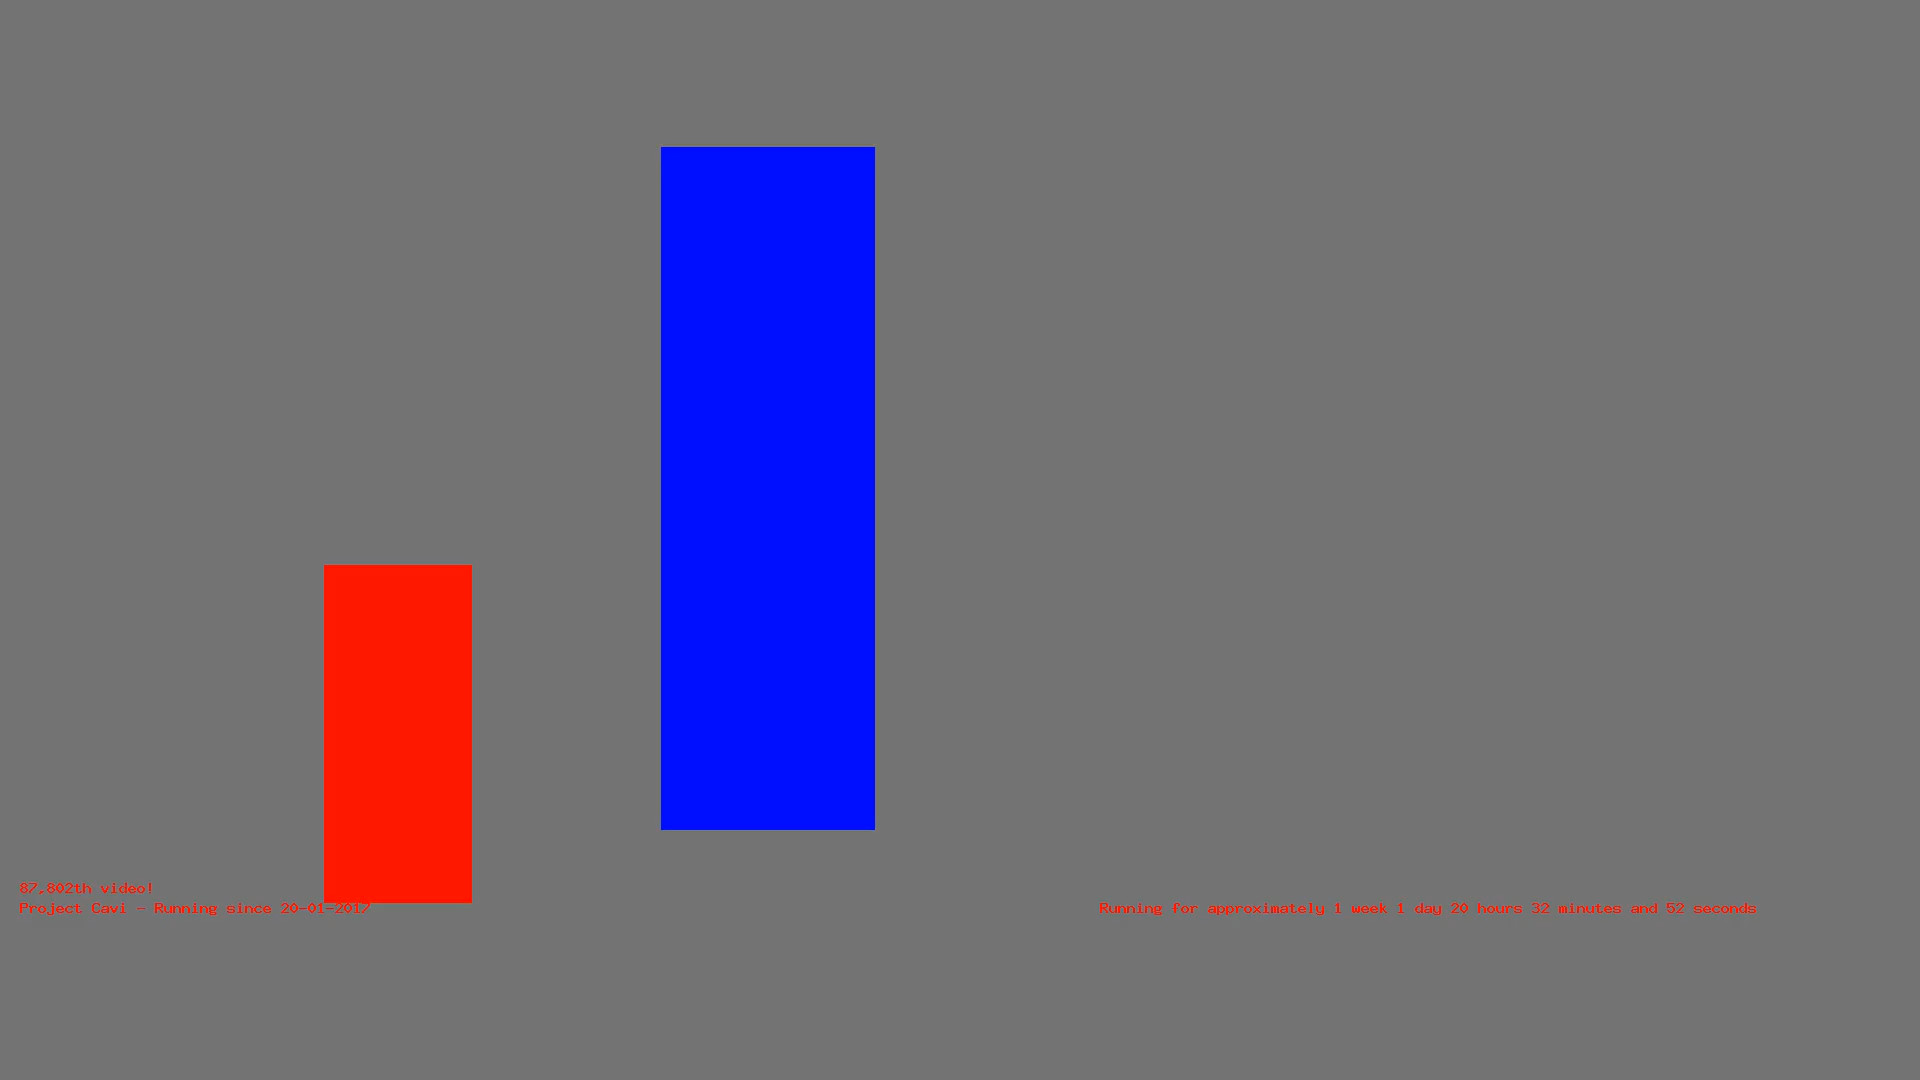 87,802th video!
Project Cavi - Running since 20-01-2017
Running for approximately 1 week 1 day 20 hours 32 minutes and 52 seconds